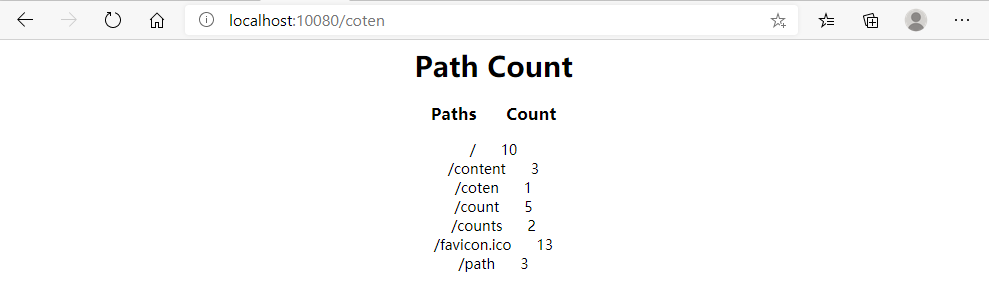 localhost:10080/coten
Path Count
Paths Count
/ 10
/content 3
/coten 1
/count 5
/counts 2
/favicon.ico 13
/path 3